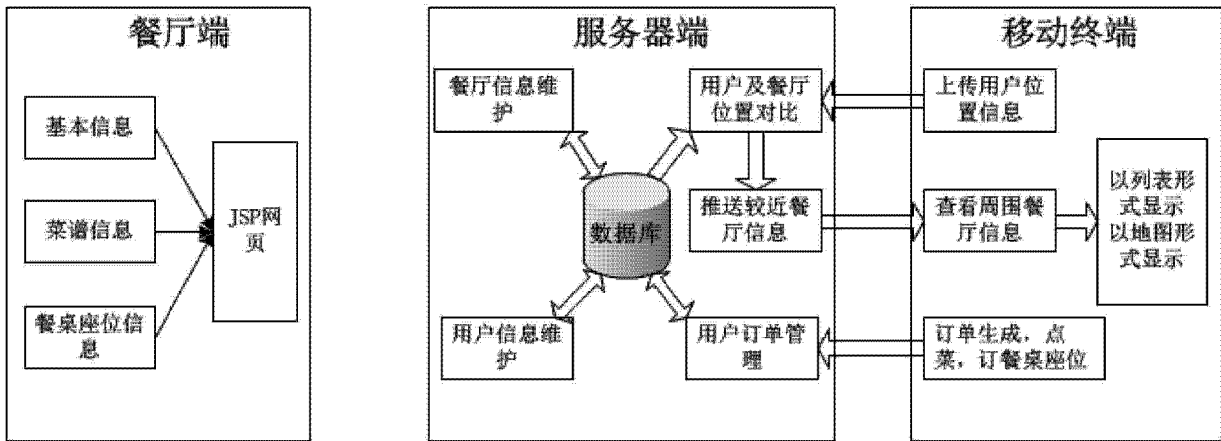 餐厅端
基本信息
菜谱信息
餐桌座位信
息
JSP网
页
服务器端
餐厅信息维
护
用户及餐厅
位置对比
数据库
推送较近餐
厅信息
用户信息维
护
用户订单管
理
移动终端
上传用户位
置信息
查看周围餐
厅信息
以列表形
式显示
以地图形
式显示
订单生成，点
菜，订餐桌座位